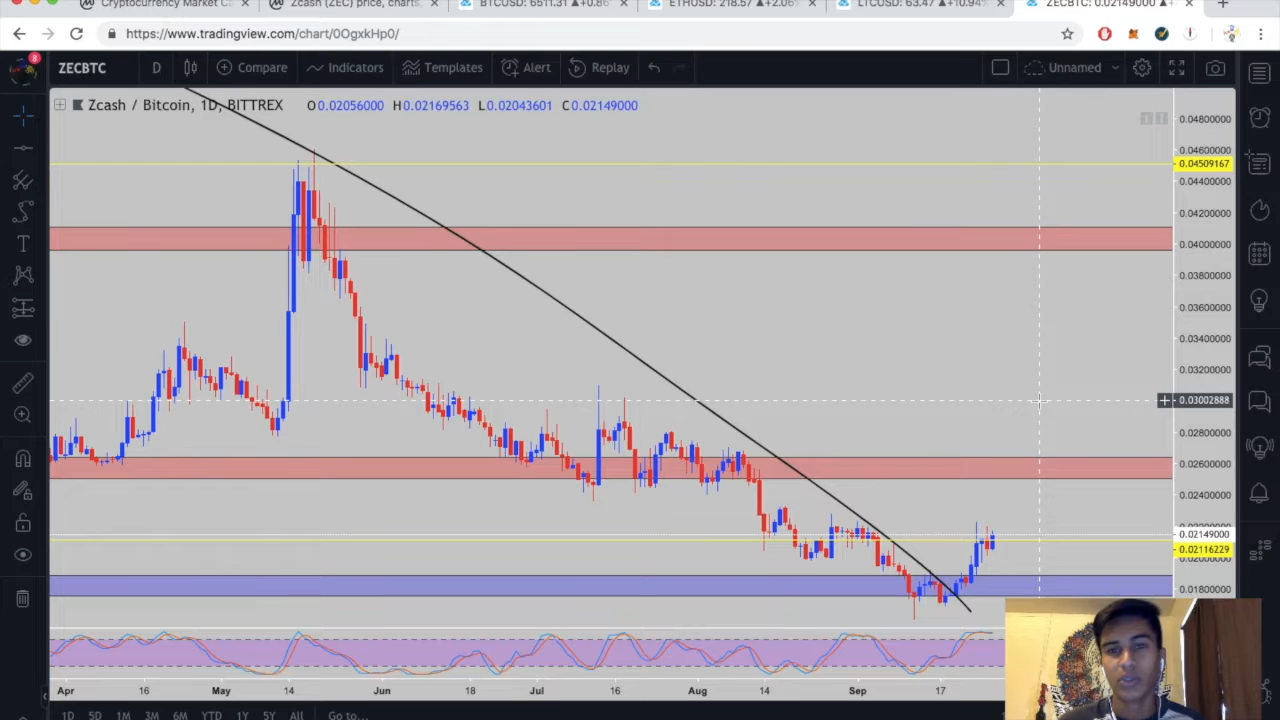 Cryptocurrency Market C
Zcash (ZEC) price, charts,
BTCUSD: 6511.31 ▲+0.86
ETHUSD: 218.57 ▲+2.06
LTCUSD: 63.47 ▲+10.94%
ZECBTC: 0.02149000 ▲+
https://www.tradingview.com/chart/0OgxkHp0/
8
ZECBTC
D
Compare
Indicators
Templates
Alert
Replay
Unnamed
Zcash / Bitcoin, 1D, BITTREX
O0.02056000 H0.02169563 L0.02043601 C0.02149000
0.04800000
0.04600000
0.04509167
0.04400000
0.04200000
0.04000000
0.03800000
0.03600000
0.03400000
0.03200000
0.03002888
0.02800000
0.02600000
0.02400000
0.02149000
0.02116229
0.01800000
Apr
16
May
14
Jun
18
Jul
16
Aug
14
Sep
17
1D
5D
1M
3M
6M
YTD
1Y
5Y
All
Go to...